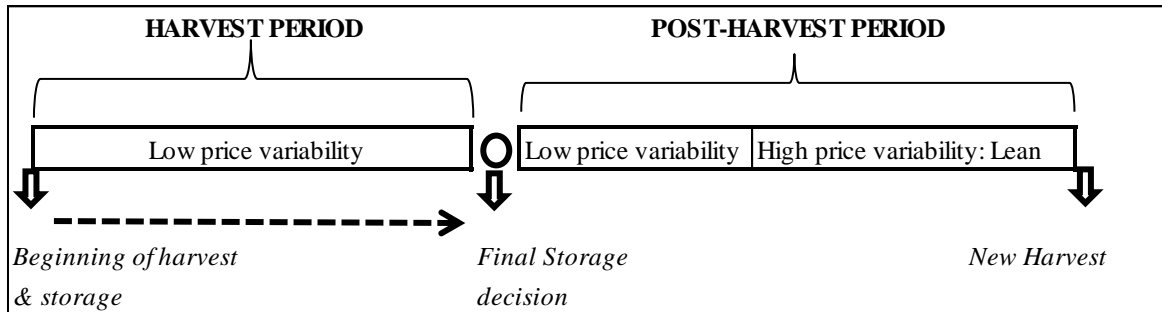 HARVEST PERIOD
POST-HARVEST PERIOD
Low price variability
Low price variability
High price variability: Lean
Beginning of harvest
& storage
Final Storage
decision
New Harvest